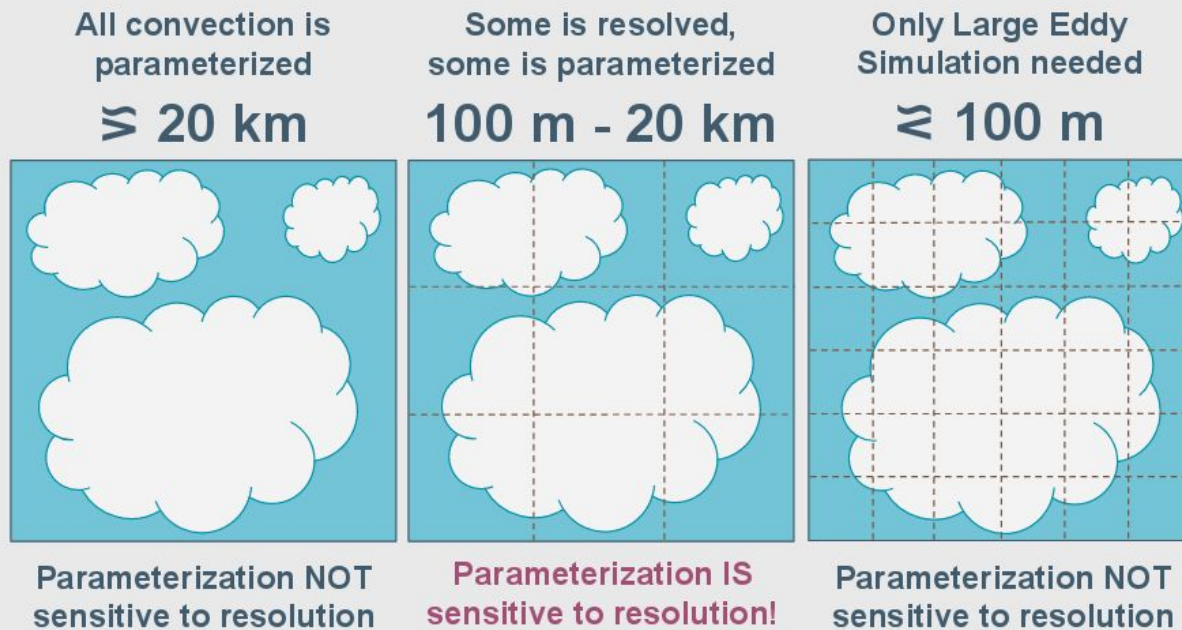 All convection is
parameterized
⪞ 20 km
Parameterization NOT
sensitive to resolution
Some is resolved,
some is parameterized
100 m - 20 km
Parameterization IS
sensitive to resolution!
Only Large Eddy
Simulation needed
⪝ 100 m
Parameterization NOT
sensitive to resolution